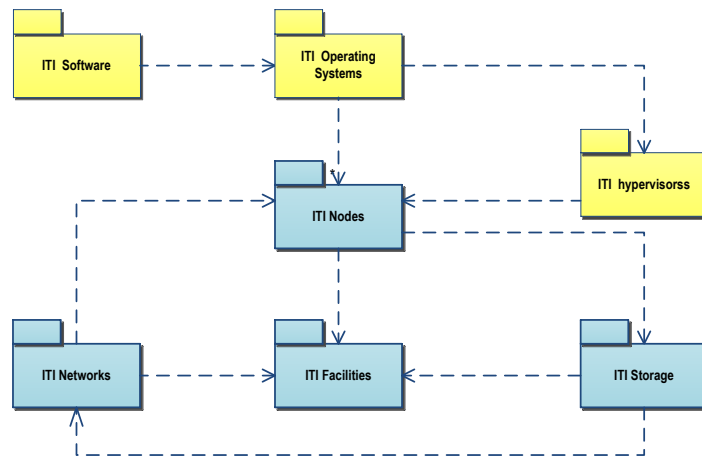 ITI Software
ITI Operating
Systems
*
ITI hypervisorss
ITI Nodes
ITI Networks
ITI Facilities
ITI Storage